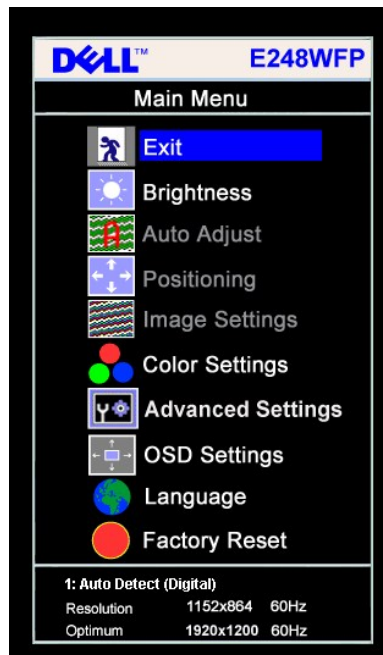 DELL™ E248WFP
Main Menu
Exit
Brightness
Auto Adjust
Positioning
Image Settings
Color Settings
Advanced Settings
OSD Settings
Language
Factory Reset
1: Auto Detect (Digital)
Resolution 1152x864 60Hz
Optimum 1920x1200 60Hz